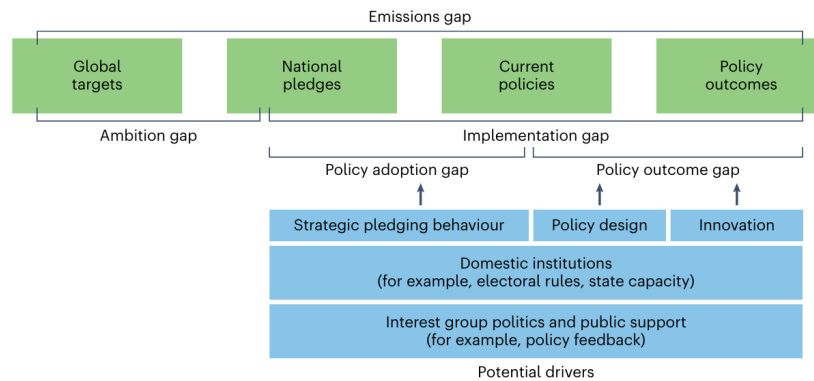 Emissions gap
Global
targets
National
pledges
Current
policies
Policy
outcomes
Ambition gap
Implementation gap
Policy adoption gap
Policy outcome gap
Strategic pledging behaviour
Policy design
Innovation
Domestic institutions
(for example, electoral rules, state capacity)
Interest group politics and public support
(for example, policy feedback)
Potential drivers